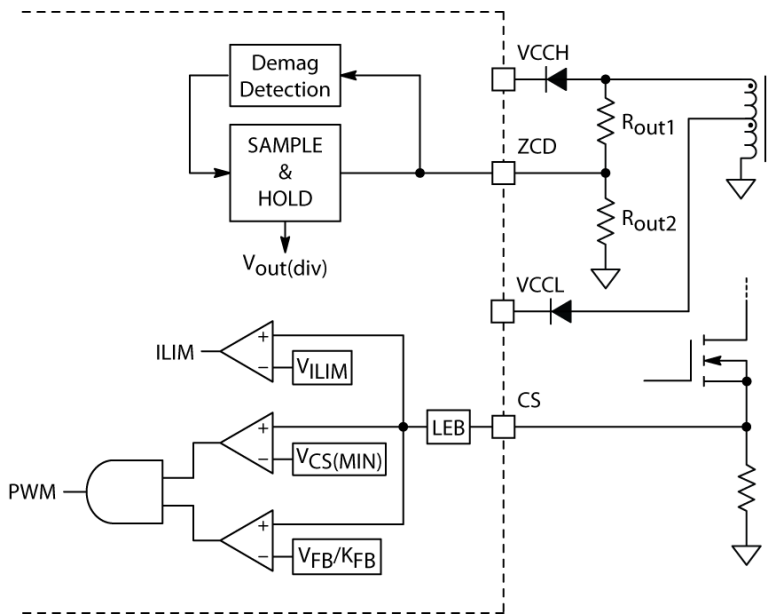 VCCH
Demag
Detection
Rout1
SAMPLE
&
HOLD
ZCD
Rout2
Vout(div)
VCCL
ILIM
+
−
VILIM
CS
LEB
+
−
VCS(MIN)
PWM
+
−
VFB/KFB